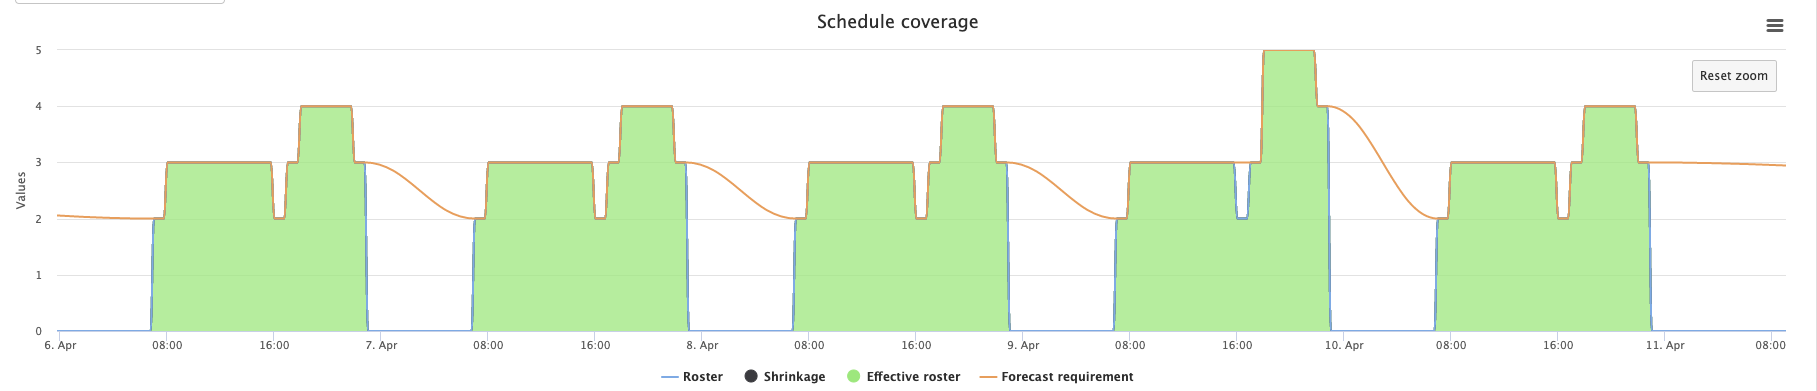 Schedule coverage
Reset zoom
Values
5
4
3
2
1
0
6. Apr 08:00 16:00 7. Apr 08:00 16:00 8. Apr 08:00 16:00 9. Apr 08:00 16:00 10. Apr 08:00 16:00 11. Apr 08:00
Roster Shrinkage Effective roster Forecast requirement